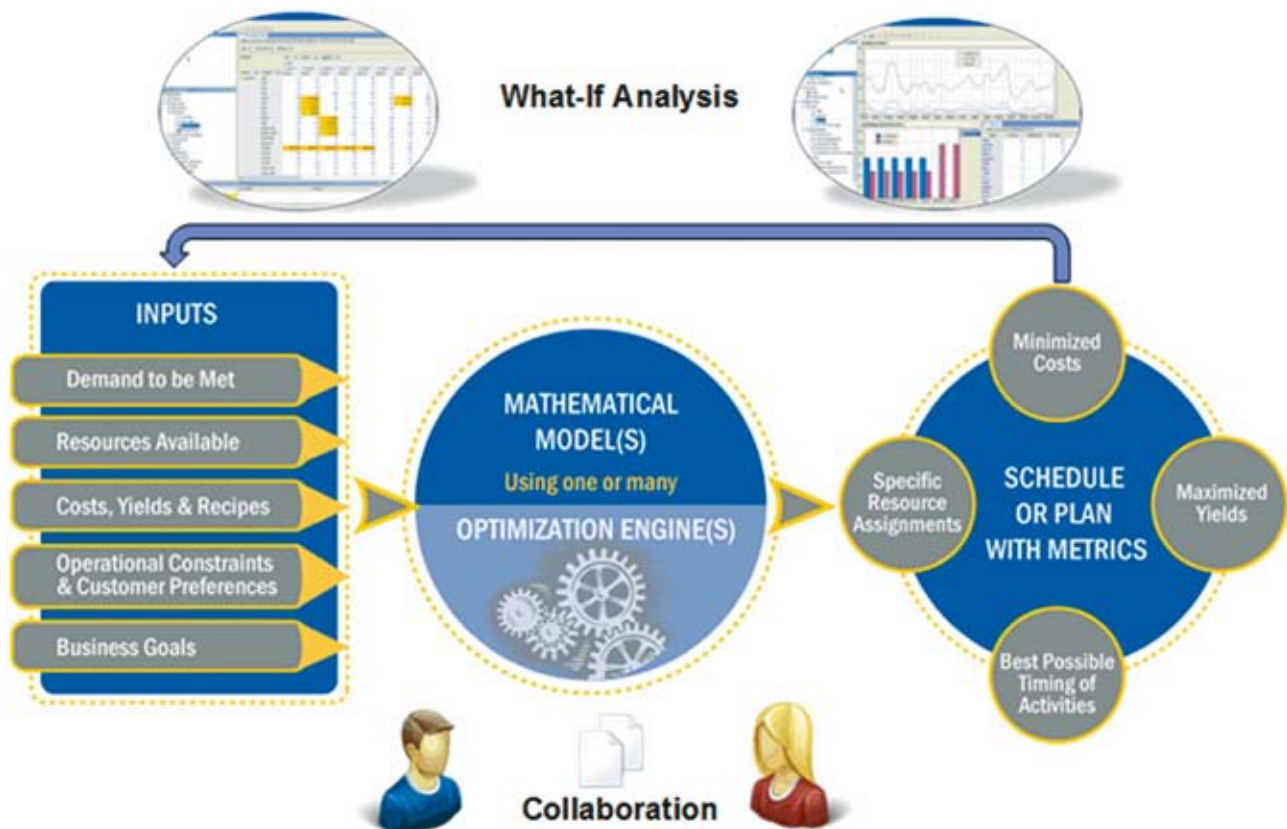 What-If Analysis
INPUTS
Demand to be Met
Resources Available
Costs, Yields & Recipes
Operational Constraints
& Customer Preferences
Business Goals
MATHEMATICAL
MODEL(S)
Using one or many
OPTIMIZATION ENGINE(S)
Minimized
Costs
Specific
Resource
Assignments
SCHEDULE
OR PLAN
WITH METRICS
Maximized
Yields
Best Possible
Timing of
Activities
Collaboration